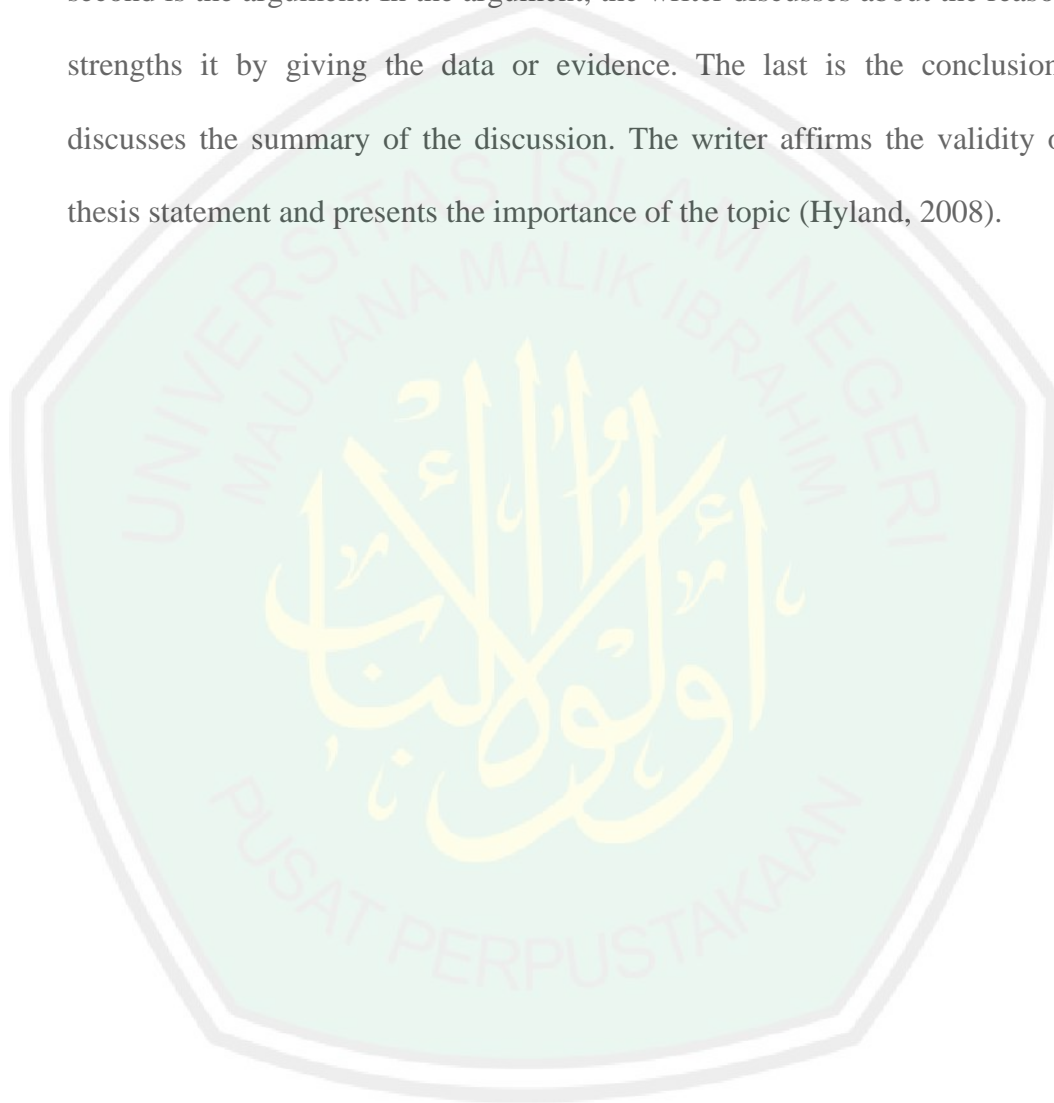 second is the argument. In the argument, the writer discusses about the reaso
strengths it by giving the data or evidence. The last is the conclusion
discusses the summary of the discussion. The writer affirms the validity o
thesis statement and presents the importance of the topic (Hyland, 2008).
UNIVERSITAS ISLAM NEGERI
MAULANA MALIK IBRAHIM
أولوا الألباب
PUSAT PERPUSTAKAAN